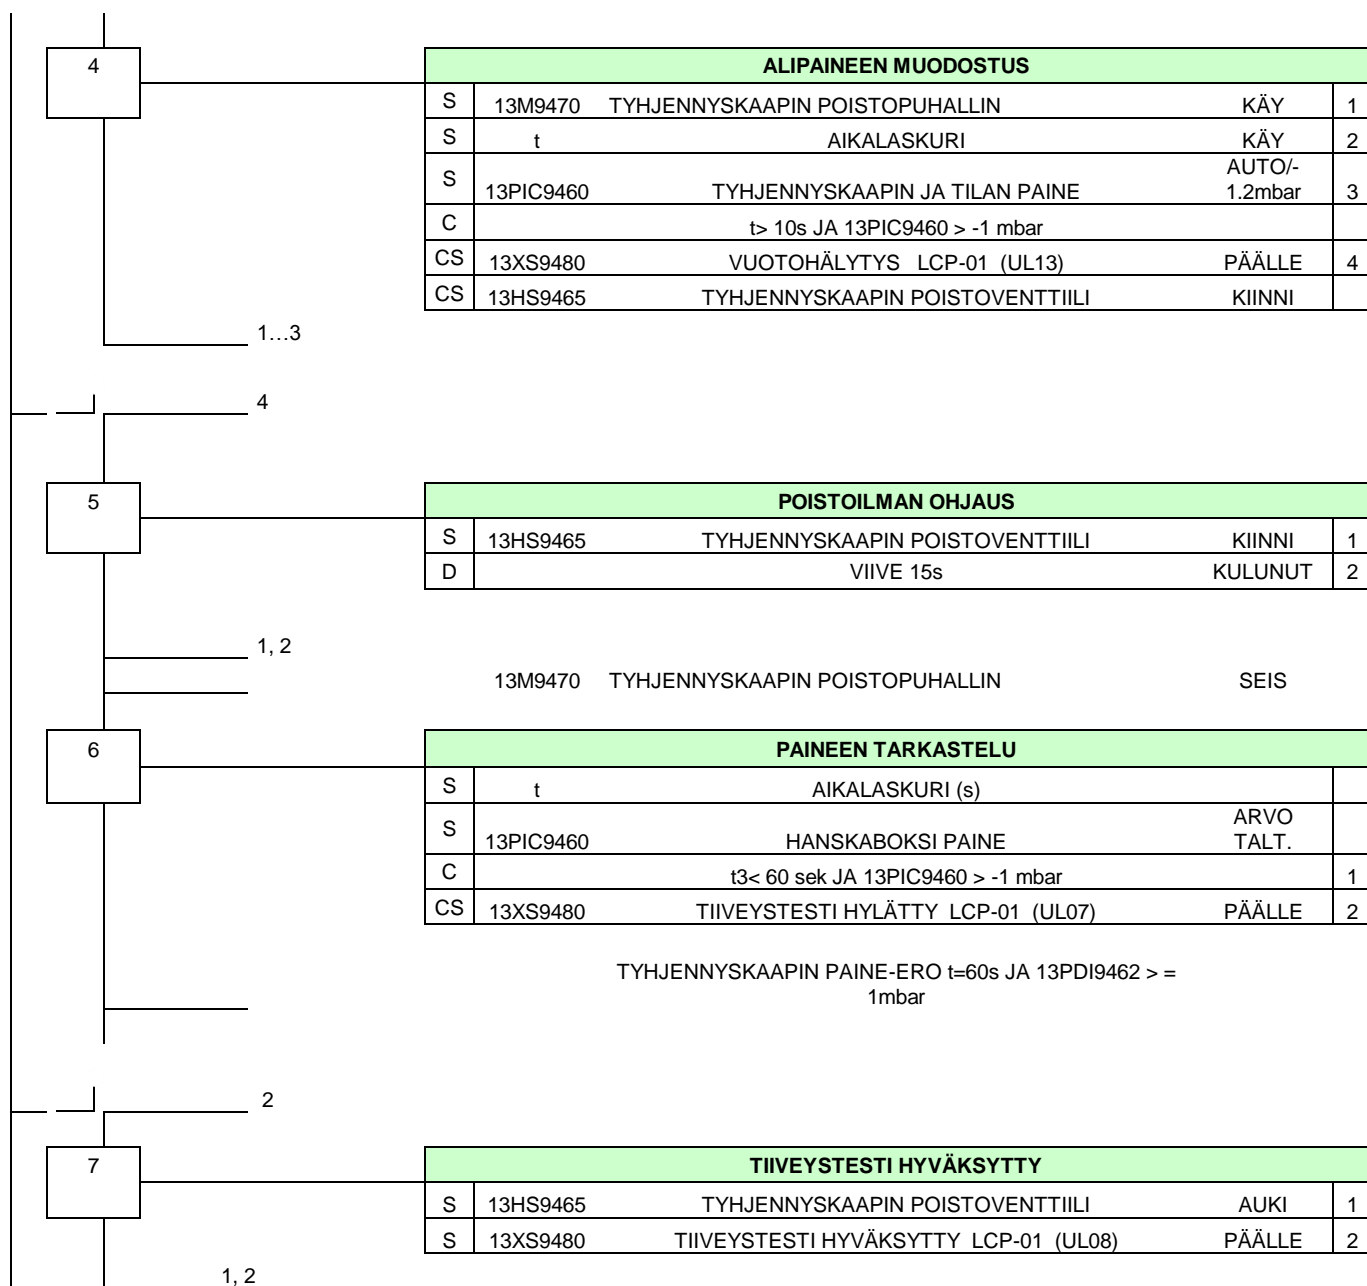 4 ALIPAINEEN MUODOSTUS
S 13M9470 TYHJENNYSKAAPIN POISTOPUHALLIN KÄY 1
S t AIKALASKURI KÄY 2
S 13PIC9460 TYHJENNYSKAAPIN JA TILAN PAINE AUTO/-
1.2mbar 3
C t> 10s JA 13PIC9460 > -1 mbar
CS 13XS9480 VUOTOHÄLYTYS LCP-01 (UL13) PÄÄLLE 4
CS 13HS9465 TYHJENNYSKAAPIN POISTOVENTTIILI KIINNI
1…3
4
5 POISTOILMAN OHJAUS
S 13HS9465 TYHJENNYSKAAPIN POISTOVENTTIILI KIINNI 1
D VIIVE 15s KULUNUT 2
1, 2
13M9470 TYHJENNYSKAAPIN POISTOPUHALLIN SEIS
6 PAINEEN TARKASTELU
S t AIKALASKURI (s)
S 13PIC9460 HANSKABOKSI PAINE ARVO
TALT.
C t3< 60 sek JA 13PIC9460 > -1 mbar 1
CS 13XS9480 TIIVEYSTESTI HYLÄTTY LCP-01 (UL07) PÄÄLLE 2
TYHJENNYSKAAPIN PAINE-ERO t=60s JA 13PDI9462 > =
1mbar
2
7 TIIVEYSTESTI HYVÄKSYTTY
S 13HS9465 TYHJENNYSKAAPIN POISTOVENTTIILI AUKI 1
S 13XS9480 TIIVEYSTESTI HYVÄKSYTTY LCP-01 (UL08) PÄÄLLE 2
1, 2